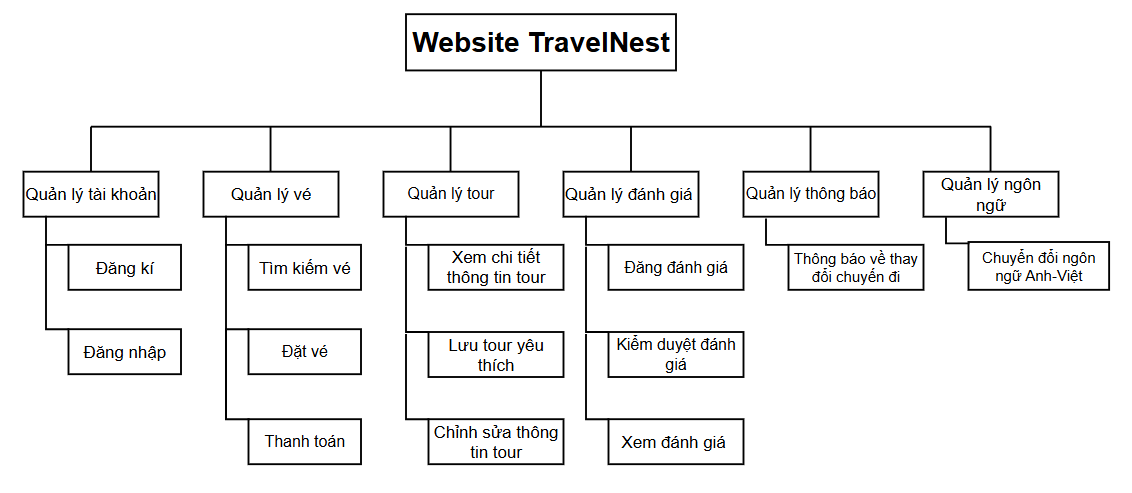 Website TravelNest
Quản lý tài khoản
Quản lý vé
Quản lý tour
Quản lý đánh giá
Quản lý thông báo
Quản lý ngôn
ngữ
Đăng kí
Đăng nhập
Tìm kiếm vé
Đặt vé
Thanh toán
Xem chi tiết
thông tin tour
Lưu tour yêu
thích
Chỉnh sửa thông
tin tour
Đăng đánh giá
Kiểm duyệt đánh
giá
Xem đánh giá
Thông báo về thay
đổi chuyến đi
Chuyển đổi ngôn
ngữ Anh-Việt